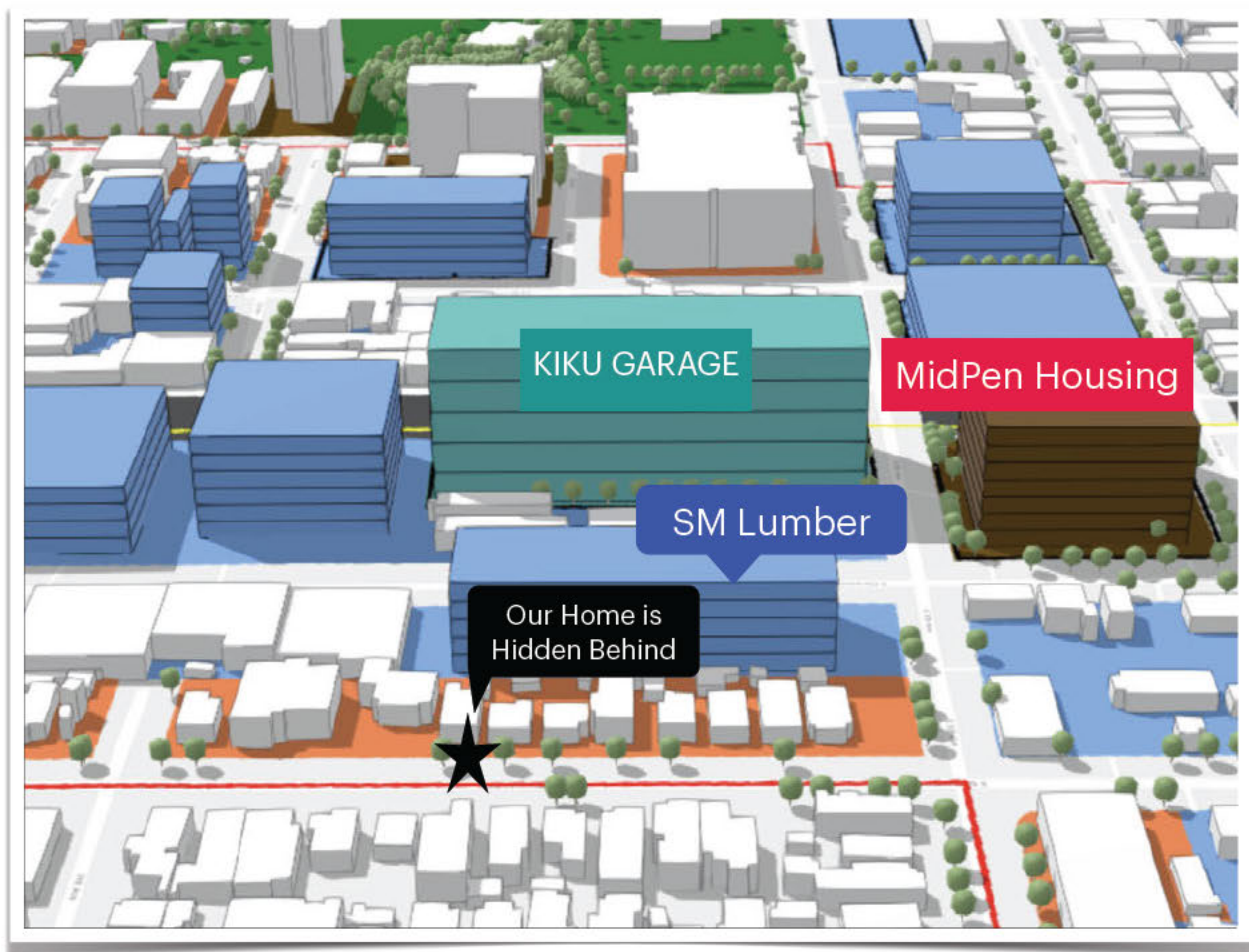 KIKU GARAGE
MidPen Housing
SM Lumber
Our Home is
Hidden Behind